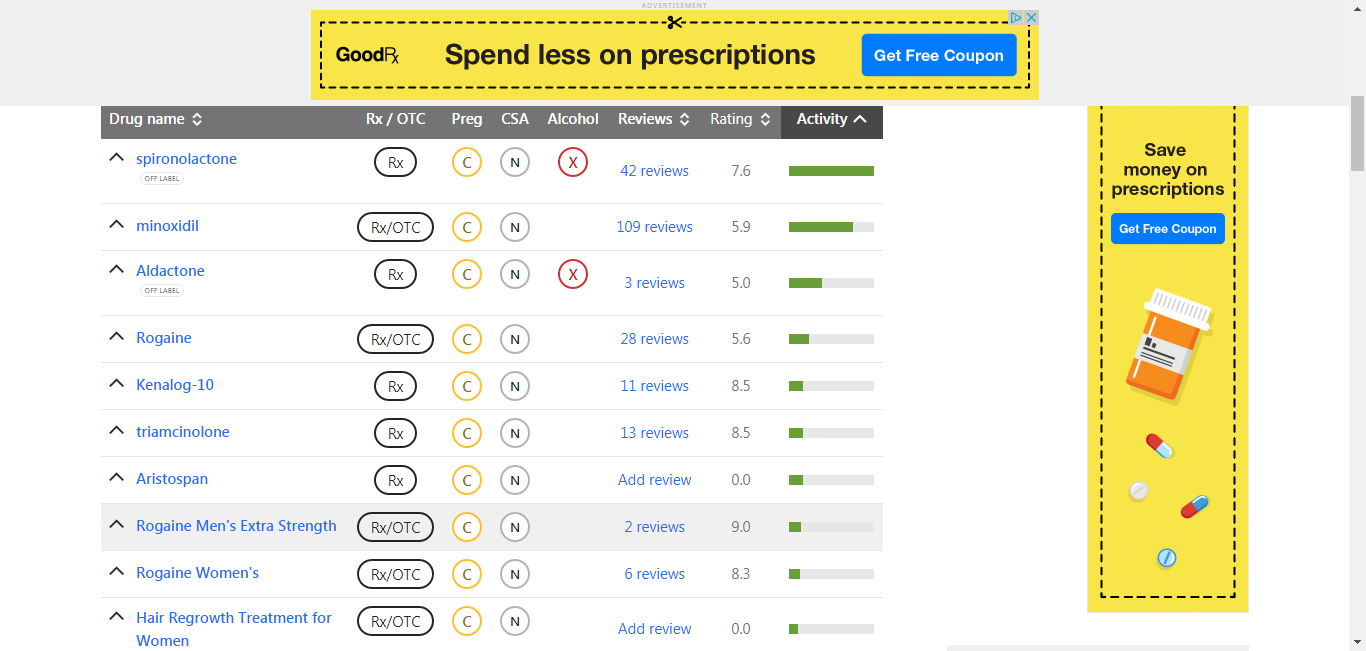 ADVERTISEMENT
GoodRx Spend less on prescriptions Get Free Coupon
Drug name Rx / OTC Preg CSA Alcohol Reviews Rating Activity
spironolactone Rx C N X 42 reviews 7.6
OFF LABEL
minoxidil Rx/OTC C N 109 reviews 5.9
Aldactone Rx C N X 3 reviews 5.0
OFF LABEL
Rogaine Rx/OTC C N 28 reviews 5.6
Kenalog-10 Rx C N 11 reviews 8.5
triamcinolone Rx C N 13 reviews 8.5
Aristospan Rx C N Add review 0.0
Rogaine Men's Extra Strength Rx/OTC C N 2 reviews 9.0
Rogaine Women's Rx/OTC C N 6 reviews 8.3
Hair Regrowth Treatment for Rx/OTC C N Add review 0.0
Women
Save
money on
prescriptions
Get Free Coupon